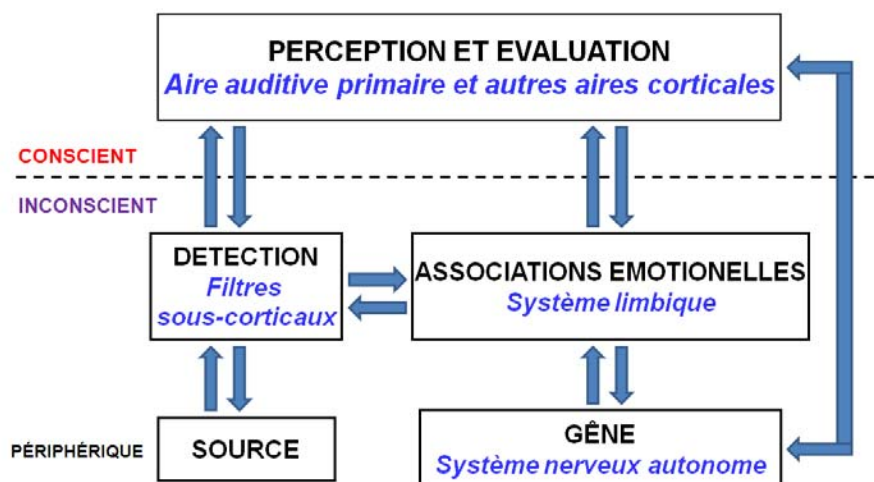 PERCEPTION ET EVALUATION
Aire auditive primaire et autres aires corticales
CONSCIENT
INCONSCIENT
DETECTION
Filtres
sous-corticaux
ASSOCIATIONS EMOTIONELLES
Système limbique
PÉRIPHÉRIQUE
SOURCE
GÊNE
Système nerveux autonome